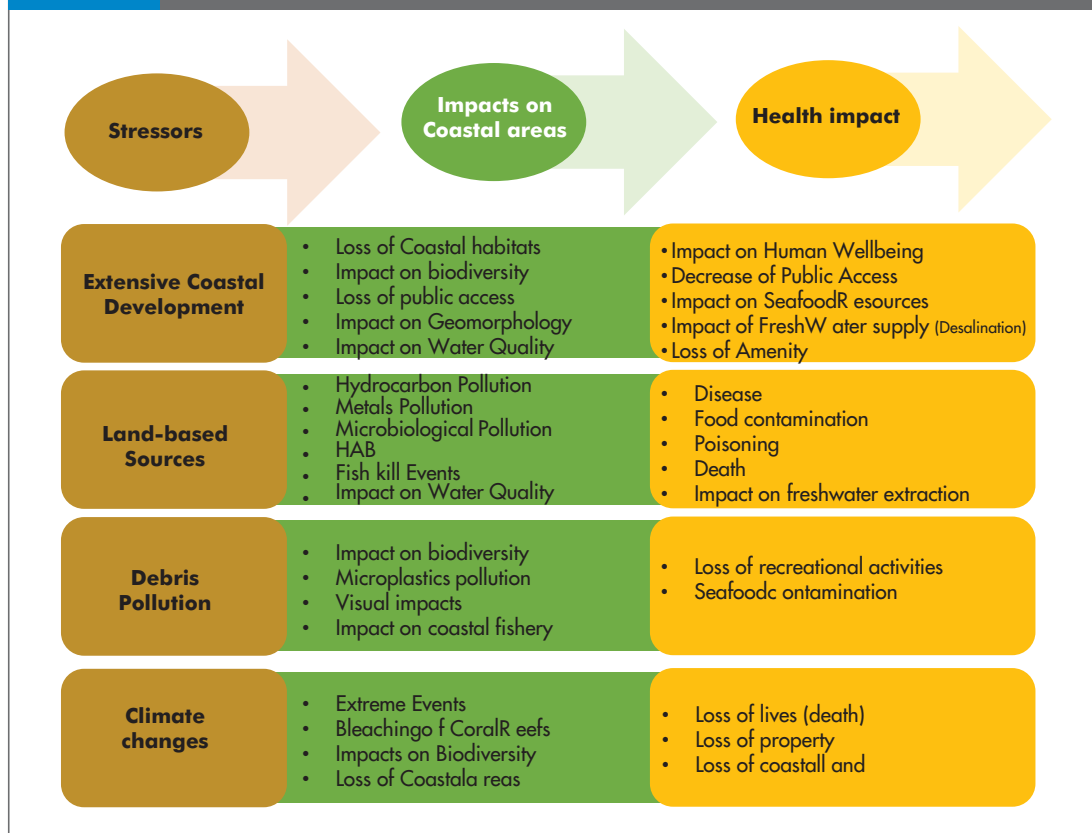 Stressors
Impacts on
Coastal areas
Health impact
Extensive Coastal
Development
• Loss of Coastal habitats
• Impact on biodiversity
• Loss of public access
• Impact on Geomorphology
• Impact on Water Quality
• Impact on Human Wellbeing
• Decrease of Public Access
• Impact on SeafoodR esources
• Impact of FreshW ater supply (Desalination)
• Loss of Amenity
Land-based
Sources
• Hydrocarbon Pollution
• Metals Pollution
• Microbiological Pollution
• HAB
• Fish kill Events
• Impact on Water Quality
• Disease
• Food contamination
• Poisoning
• Death
• Impact on freshwater extraction
Debris
Pollution
• Impact on biodiversity
• Microplastics pollution
• Visual impacts
• Impact on coastal fishery
• Loss of recreational activities
• Seafoodc ontamination
Climate
changes
• Extreme Events
• Bleachingo f CoralR eefs
• Impacts on Biodiversity
• Loss of Coastala reas
• Loss of lives (death)
• Loss of property
• Loss of coastall and